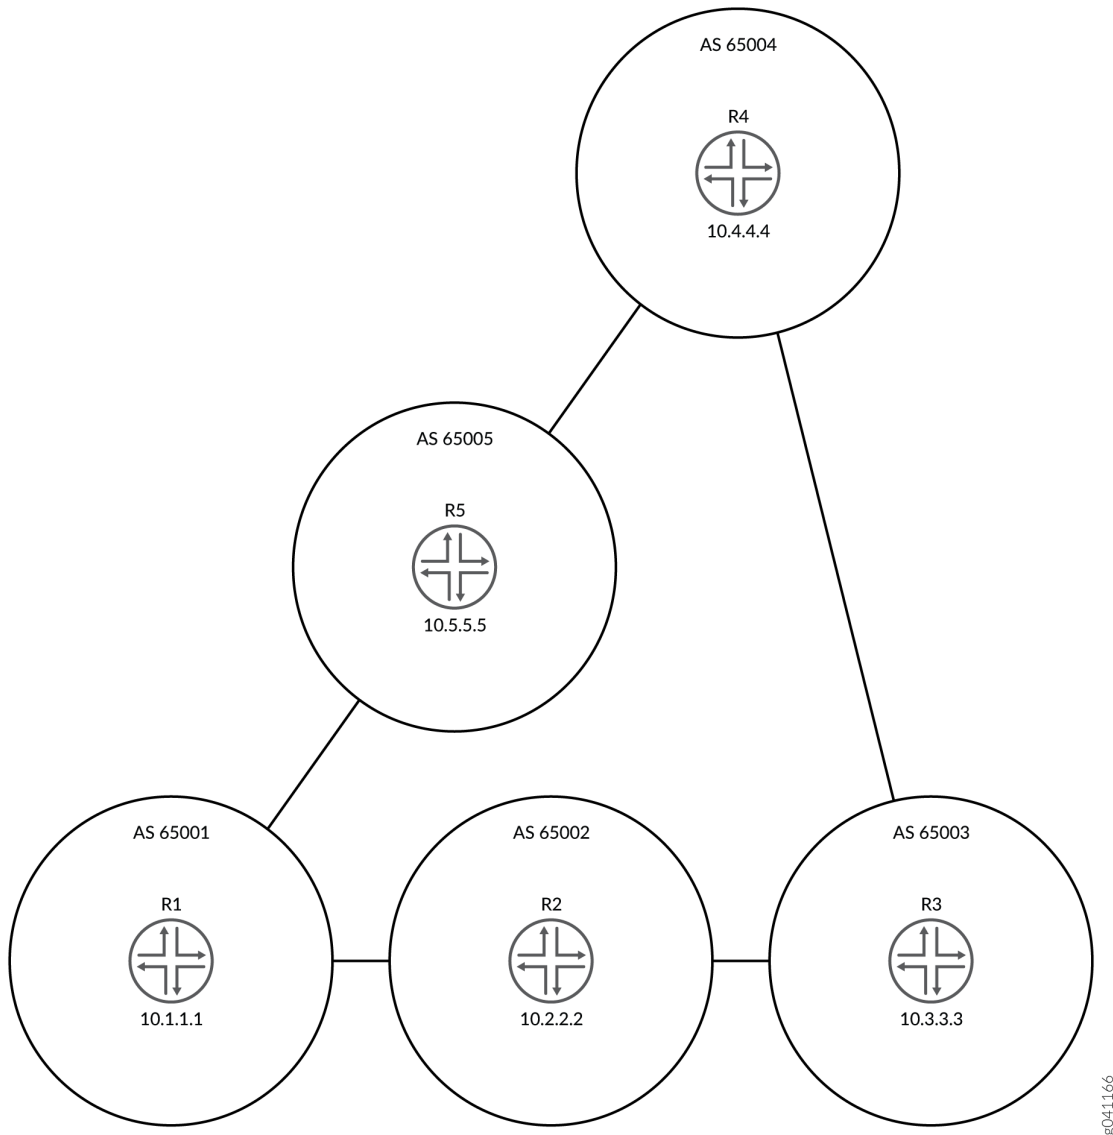 AS 65004
R4
10.4.4.4
AS 65005
R5
10.5.5.5
AS 65001
R1
10.1.1.1
AS 65002
R2
10.2.2.2
AS 65003
R3
10.3.3.3
g041166